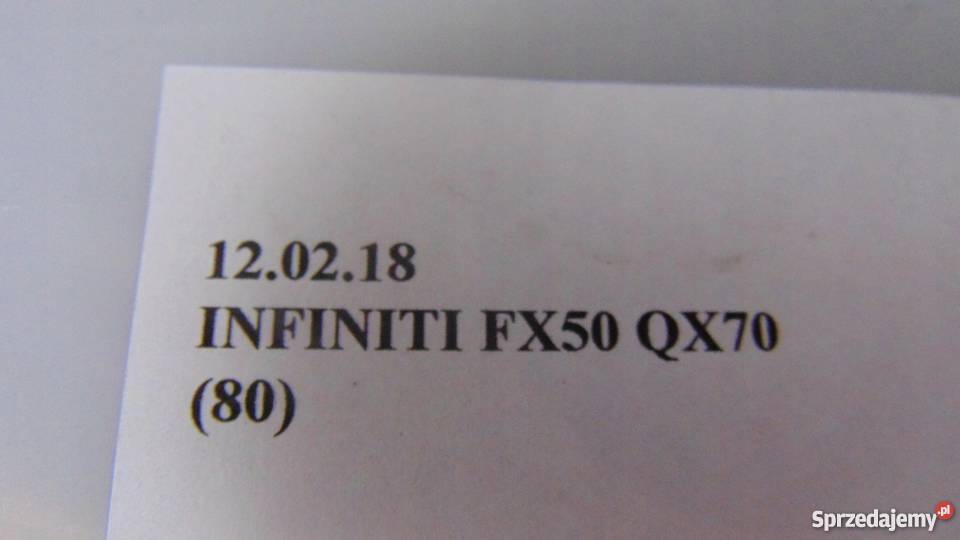 12.02.18
INFINITI FX50 QX70
(80)
Sprzedajemy.pl